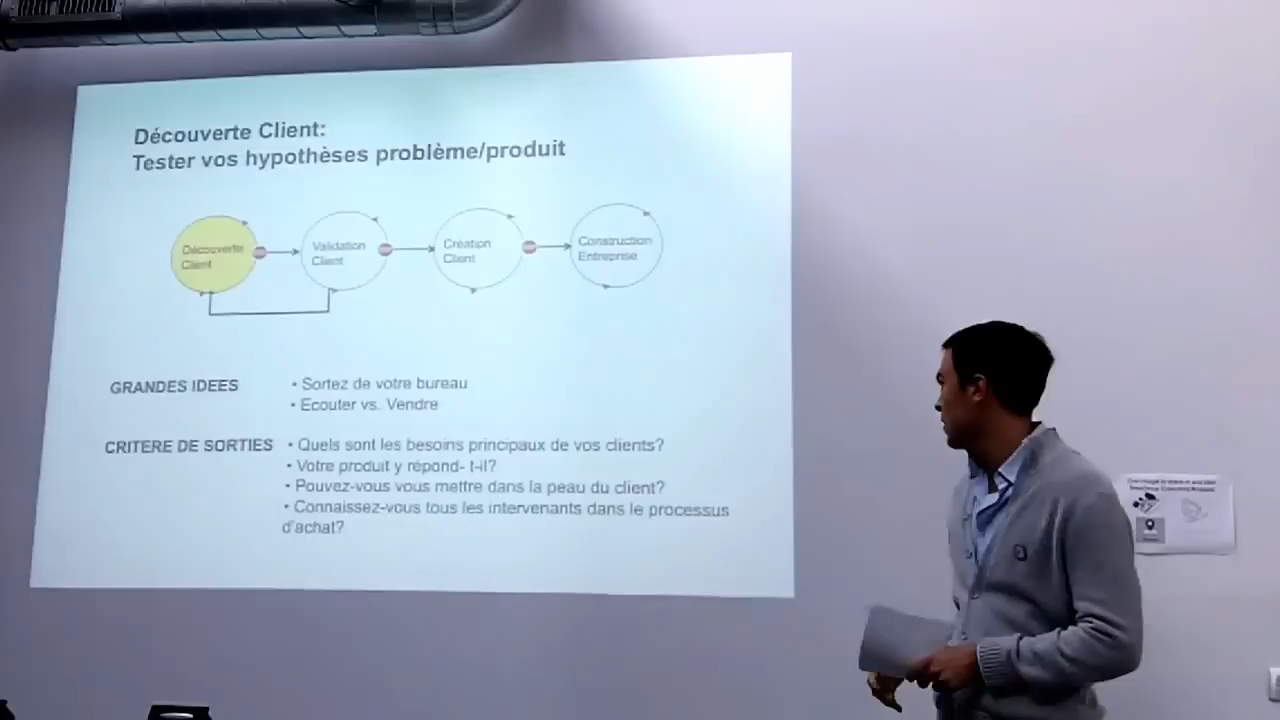 Découverte Client:
Tester vos hypothèses problème/produit
Découverte
Client
Validation
Client
Création
Client
Construction
Entreprise
GRANDES IDEES
• Sortez de votre bureau
• Ecouter vs. Vendre
CRITERE DE SORTIES
• Quels sont les besoins principaux de vos clients?
• Votre produit y répond- t-il?
• Pouvez-vous vous mettre dans la peau du client?
• Connaissez-vous tous les intervenants dans le processus
d'achat?